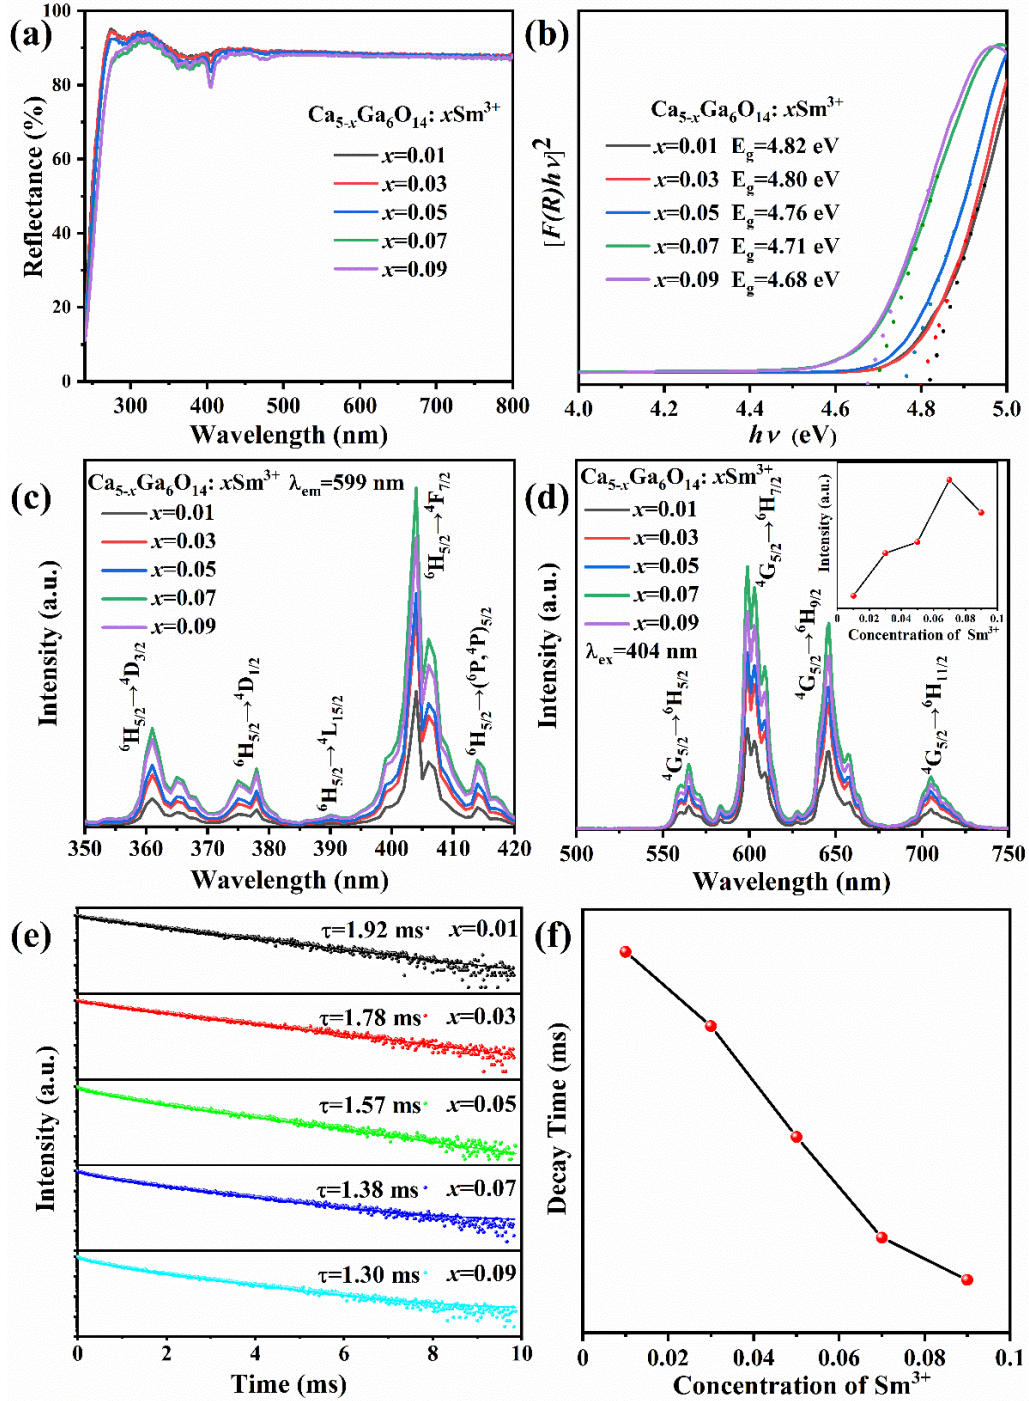 (a)
100
80
60
40
20
0
Reflectance (%)
Ca5-xGa6O14: xSm3+
x=0.01
x=0.03
x=0.05
x=0.07
x=0.09
300 400 500 600 700 800
Wavelength (nm)
(b)
[F(R)hν]2
Ca5-xGa6O14: xSm3+
x=0.01 Eg=4.82 eV
x=0.03 Eg=4.80 eV
x=0.05 Eg=4.76 eV
x=0.07 Eg=4.71 eV
x=0.09 Eg=4.68 eV
4.0 4.2 4.4 4.6 4.8 5.0
hν (eV)
(c)
Ca5-xGa6O14: xSm3+ λem=599 nm
x=0.01
x=0.03
x=0.05
x=0.07
x=0.09
6H5/2→4D3/2
6H5/2→4D1/2
6H5/2→4L15/2
6H5/2→4F7/2
6H5/2→(6P,4P)5/2
Intensity (a.u.)
350 360 370 380 390 400 410 420
Wavelength (nm)
(d)
Ca5-xGa6O14: xSm3+
x=0.01
x=0.03
x=0.05
x=0.07
x=0.09
λex=404 nm
4G5/2→6H5/2
4G5/2→6H7/2
4G5/2→6H9/2
4G5/2→6H11/2
Intensity (a.u.)
500 550 600 650 700 750
Wavelength (nm)
Intensity (a.u.)
0 0.02 0.04 0.06 0.08 0.1
Concentration of Sm3+
(e)
τ=1.92 ms x=0.01
τ=1.78 ms x=0.03
τ=1.57 ms x=0.05
τ=1.38 ms x=0.07
τ=1.30 ms x=0.09
Intensity (a.u.)
0 2 4 6 8 10
Time (ms)
(f)
Decay Time (ms)
0 0.02 0.04 0.06 0.08 0.1
Concentration of Sm3+